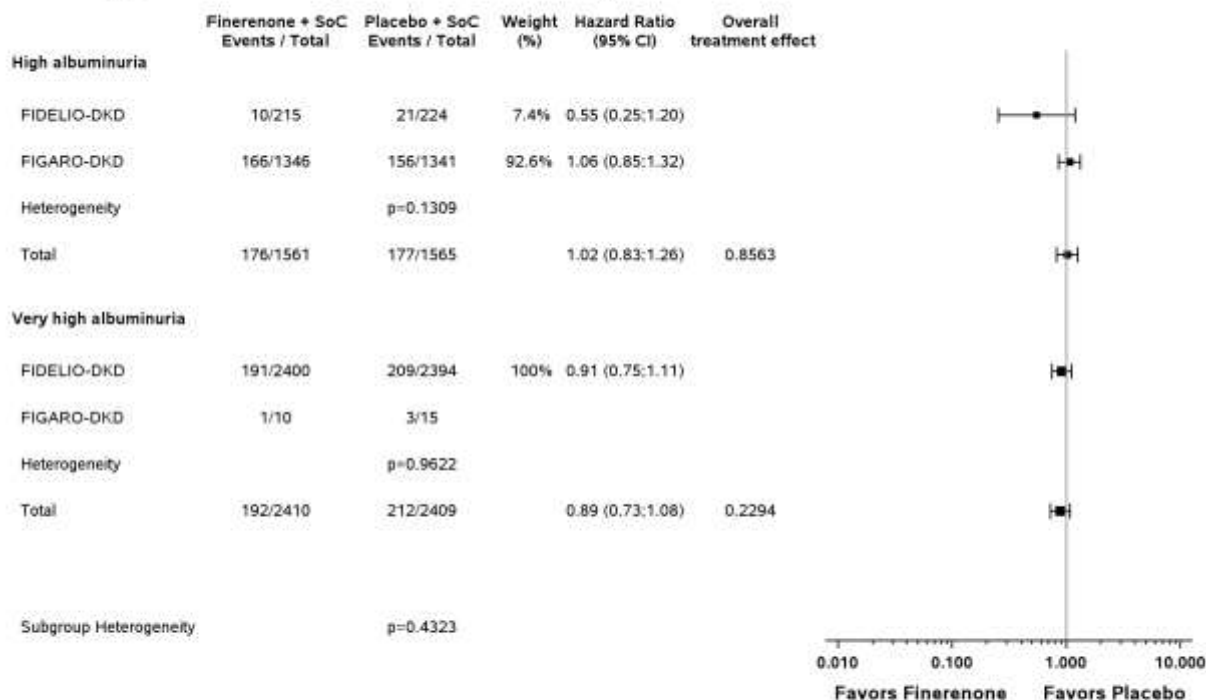 Finerenone + SoC Placebo + SoC Weight Hazard Ratio Overall
Events / Total Events / Total (%) (95% CI) treatment effect
High albuminuria
FIDELIO-DKD 10/215 21/224 7.4% 0.55 (0.25;1.20)
FIGARO-DKD 166/1346 156/1341 92.6% 1.06 (0.85;1.32)
Heterogeneity p=0.1309
Total 176/1561 177/1565 1.02 (0.83;1.26) 0.8563
Very high albuminuria
FIDELIO-DKD 191/2400 209/2394 100% 0.91 (0.75;1.11)
FIGARO-DKD 1/10 3/15
Heterogeneity p=0.9622
Total 192/2410 212/2409 0.89 (0.73;1.08) 0.2294
Subgroup Heterogeneity p=0.4323
0.010 0.100 1.000 10.000
Favors Finerenone Favors Placebo